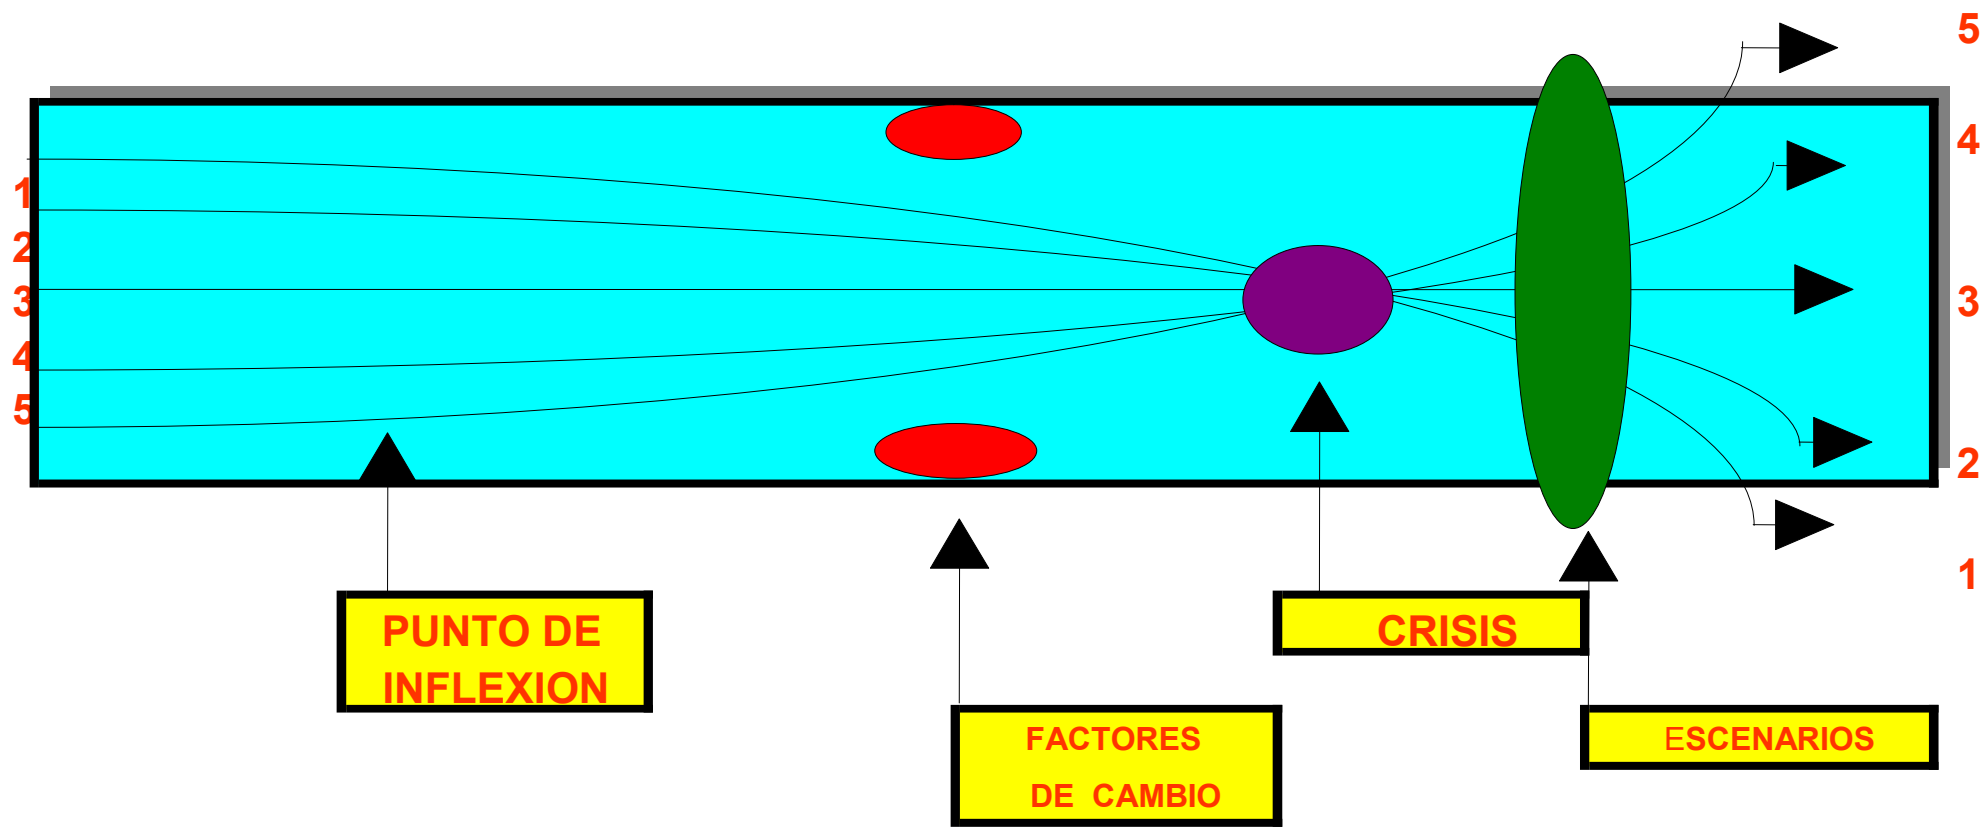 5
4
1
2
3
3
4
5
2
1
PUNTO DE
INFLEXION
CRISIS
FACTORES
DE CAMBIO
ESCENARIOS